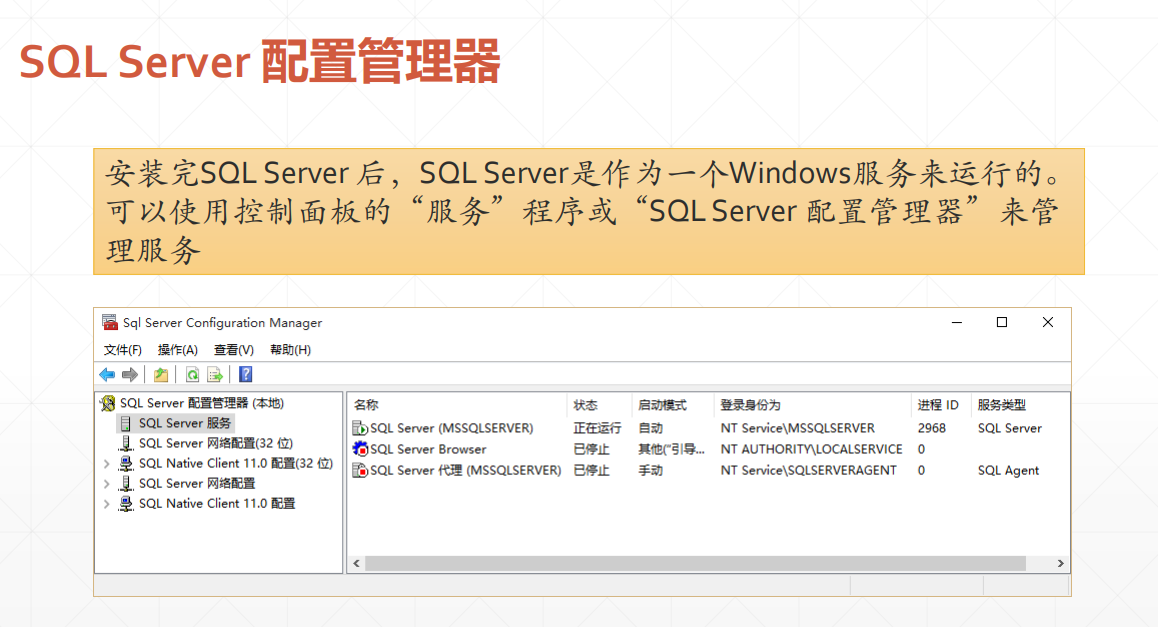 SQL Server 配置管理器
安装完SQL Server 后，SQL Server是作为一个Windows服务来运行的。
可以使用控制面板的“服务”程序或“SQL Server 配置管理器”来管
理服务
Sql Server Configuration Manager
文件(F) 操作(A) 查看(V) 帮助(H)
SQL Server 配置管理器 (本地)
SQL Server 服务
SQL Server 网络配置(32 位)
SQL Native Client 11.0 配置(32 位)
SQL Server 网络配置
SQL Native Client 11.0 配置
名称 状态 启动模式 登录身份为 进程 ID 服务类型
SQL Server (MSSQLSERVER) 正在运行 自动 NT Service\MSSQLSERVER 2968 SQL Server
SQL Server Browser 已停止 其他("引导... NT AUTHORITY\LOCALSERVICE 0
SQL Server 代理 (MSSQLSERVER) 已停止 手动 NT Service\SQLSERVERAGENT 0 SQL Agent